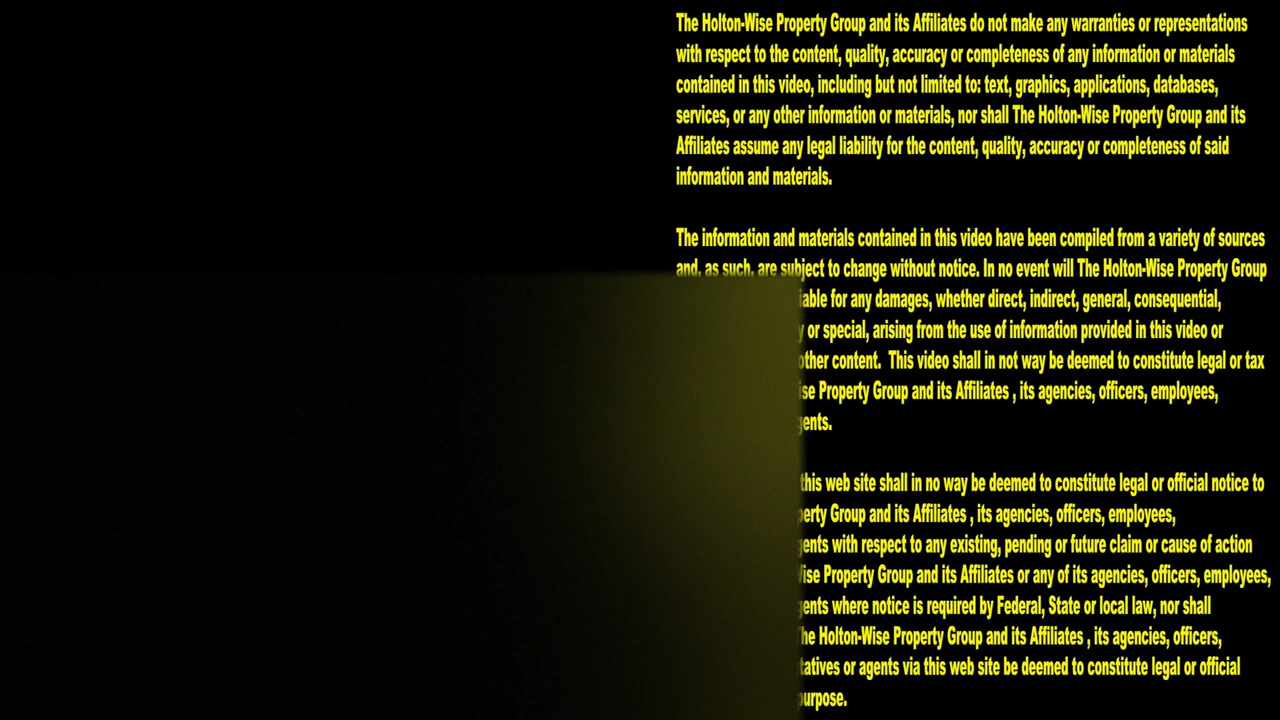 The Holton-Wise Property Group and its Affiliates do not make any warranties or representations
with respect to the content, quality, accuracy or completeness of any information or materials
contained in this video, including but not limited to: text, graphics, applications, databases,
services, or any other information or materials, nor shall The Holton-Wise Property Group and its
Affiliates assume any legal liability for the content, quality, accuracy or completeness of said
information and materials.
The information and materials contained in this video have been compiled from a variety of sources
and, as such, are subject to change without notice. In no event will The Holton-Wise Property Group
for any damages, whether direct, indirect, general, consequential,
or special, arising from the use of information provided in this video or
other content. This video shall in not way be deemed to constitute legal or tax
Property Group and its Affiliates , its agencies, officers, employees,
this web site shall in no way be deemed to constitute legal or official notice to
Group and its Affiliates , its agencies, officers, employees,
with respect to any existing, pending or future claim or cause of action
Property Group and its Affiliates or any of its agencies, officers, employees,
where notice is required by Federal, State or local law, nor shall
The Holton-Wise Property Group and its Affiliates , its agencies, officers,
or agents via this web site be deemed to constitute legal or official
purpose.